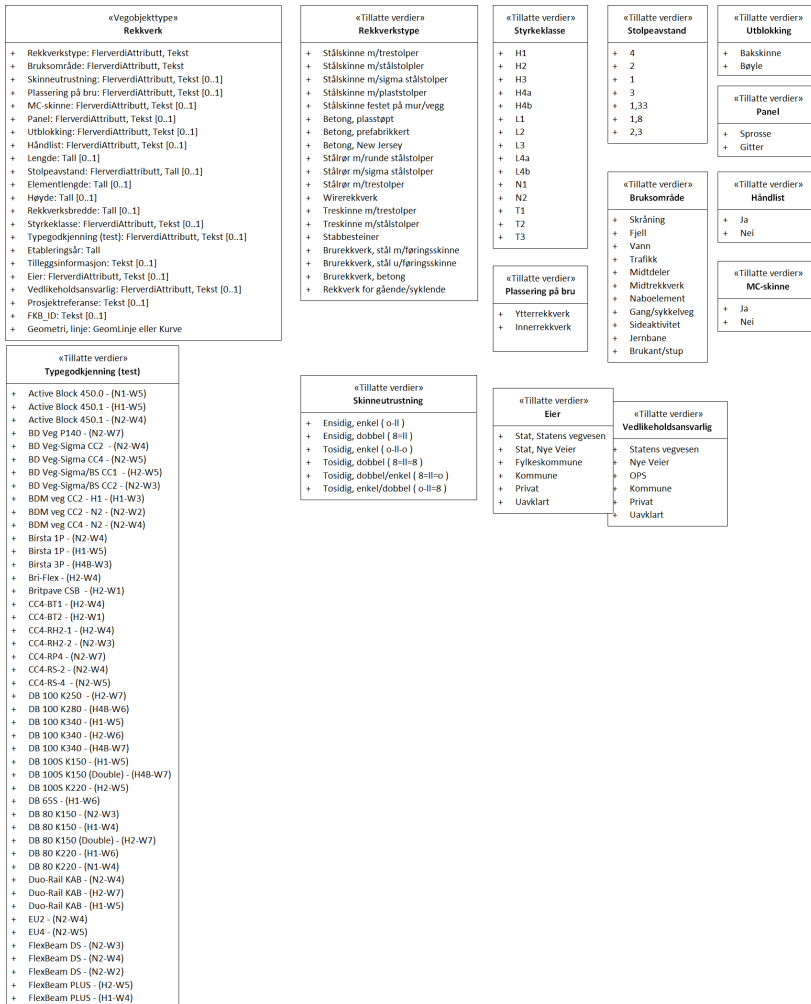 «Vegobjekttype»
Rekkverk
+ Rekkverkstype: FlerverdiAttributt, Tekst
+ Bruksområde: FlerverdiAttributt, Tekst
+ Skinneutrustning: FlerverdiAttributt, Tekst [0..1]
+ Plassering på bru: FlerverdiAttributt, Tekst [0..1]
+ MC-skinne: FlerverdiAttributt, Tekst [0..1]
+ Panel: FlerverdiAttributt, Tekst [0..1]
+ Utblokking: FlerverdiAttributt, Tekst [0..1]
+ Håndlist: FlerverdiAttributt, Tekst [0..1]
+ Lengde: Tall [0..1]
+ Stolpeavstand: Flerverdiattributt, Tall [0..1]
+ Elementlengde: Tall [0..1]
+ Høyde: Tall [0..1]
+ Rekkverksbredde: Tall [0..1]
+ Styrkeklasse: FlerverdiAttributt, Tekst [0..1]
+ Typegodkjenning (test): FlerverdiAttributt, Tekst [0..1]
+ Etableringsår: Tall
+ Tilleggsinformasjon: Tekst [0..1]
+ Eier: FlerverdiAttributt, Tekst [0..1]
+ Vedlikeholdsansvarlig: FlerverdiAttributt, Tekst [0..1]
+ Prosjektreferanse: Tekst [0..1]
+ FKB_ID: Tekst [0..1]
+ Geometri, linje: GeomLinje eller Kurve
«Tillatte verdier»
Rekkverkstype
+ Stålskinne m/trestolper
+ Stålskinne m/stålstolpler
+ Stålskinne m/sigma stålstolper
+ Stålskinne m/plaststolper
+ Stålskinne festet på mur/vegg
+ Betong, plasstøpt
+ Betong, prefabrikkert
+ Betong, New Jersey
+ Stålrør m/runde stålstolper
+ Stålrør m/sigma stålstolper
+ Stålrør m/trestolper
+ Wirerekkverk
+ Treskinne m/trestolper
+ Treskinne m/stålstolper
+ Stabbesteiner
+ Brurekkverk, stål m/føringsskinne
+ Brurekkverk, stål u/føringsskinne
+ Brurekkverk, betong
+ Rekkverk for gående/syklende
«Tillatte verdier»
Styrkeklasse
+ H1
+ H2
+ H3
+ H4a
+ H4b
+ L1
+ L2
+ L3
+ L4a
+ L4b
+ N1
+ N2
+ T1
+ T2
+ T3
«Tillatte verdier»
Plassering på bru
+ Ytterrekkverk
+ Innerrekkverk
«Tillatte verdier»
Stolpeavstand
+ 4
+ 2
+ 1
+ 3
+ 1,33
+ 1,8
+ 2,3
«Tillatte verdier»
Bruksområde
+ Skråning
+ Fjell
+ Vann
+ Trafikk
+ Midtdeler
+ Midtrekkverk
+ Naboelement
+ Gang/sykkelveg
+ Sideaktivitet
+ Jernbane
+ Brukant/stup
«Tillatte verdier»
Utblokking
+ Bakskinne
+ Bøyle
«Tillatte verdier»
Panel
+ Sprosse
+ Gitter
«Tillatte verdier»
Håndlist
+ Ja
+ Nei
«Tillatte verdier»
MC-skinne
+ Ja
+ Nei
«Tillatte verdier»
Typegodkjenning (test)
+ Active Block 450.0 - (N1-W5)
+ Active Block 450.1 - (H1-W5)
+ Active Block 450.1 - (N2-W4)
+ BD Veg P140 - (N2-W7)
+ BD Veg-Sigma CC2 - (N2-W4)
+ BD Veg-Sigma CC4 - (N2-W5)
+ BD Veg-Sigma/BS CC1 - (H2-W5)
+ BD Veg-Sigma/BS CC2 - (N2-W3)
+ BDM veg CC2 - H1 - (H1-W3)
+ BDM veg CC2 - N2 - (N2-W2)
+ BDM veg CC4 - N2 - (N2-W4)
+ Birsta 1P - (N2-W4)
+ Birsta 1P - (H1-W5)
+ Birsta 3P - (H4B-W3)
+ Bri-Flex - (H2-W4)
+ Britpave CSB - (H2-W1)
+ CC4-BT1 - (H2-W4)
+ CC4-BT2 - (H2-W1)
+ CC4-RH2-1 - (H2-W4)
+ CC4-RH2-2 - (N2-W3)
+ CC4-RP4 - (N2-W7)
+ CC4-RS-2 - (N2-W4)
+ CC4-RS-4 - (N2-W5)
+ DB 100 K250 - (H2-W7)
+ DB 100 K280 - (H4B-W6)
+ DB 100 K340 - (H1-W5)
+ DB 100 K340 - (H2-W6)
+ DB 100 K340 - (H4B-W7)
+ DB 100S K150 - (H1-W5)
+ DB 100S K150 (Double) - (H4B-W7)
+ DB 100S K220 - (H2-W5)
+ DB 65S - (H1-W6)
+ DB 80 K150 - (N2-W3)
+ DB 80 K150 - (H1-W4)
+ DB 80 K150 (Double) - (H2-W7)
+ DB 80 K220 - (H1-W6)
+ DB 80 K220 - (N1-W4)
+ Duo-Rail KAB - (N2-W4)
+ Duo-Rail KAB - (H2-W7)
+ Duo-Rail KAB - (H1-W5)
+ EU2 - (N2-W4)
+ EU4 - (N2-W5)
+ FlexBeam DS - (N2-W3)
+ FlexBeam DS - (N2-W4)
+ FlexBeam DS - (N2-W2)
+ FlexBeam PLUS - (H2-W5)
+ FlexBeam PLUS - (H1-W4)
«Tillatte verdier»
Skinneutrustning
+ Ensidig, enkel ( o-ll )
+ Ensidig, dobbel ( 8=ll )
+ Tosidig, enkel ( o-ll-o )
+ Tosidig, dobbel ( 8=ll=8 )
+ Tosidig, dobbel/enkel ( 8=ll=o )
+ Tosidig, enkel/dobbel ( o-ll=8 )
«Tillatte verdier»
Eier
+ Stat, Statens vegvesen
+ Stat, Nye Veier
+ Fylkeskommune
+ Kommune
+ Privat
+ Uavklart
«Tillatte verdier»
Vedlikeholdsansvarlig
+ Statens vegvesen
+ Nye Veier
+ OPS
+ Kommune
+ Privat
+ Uavklart